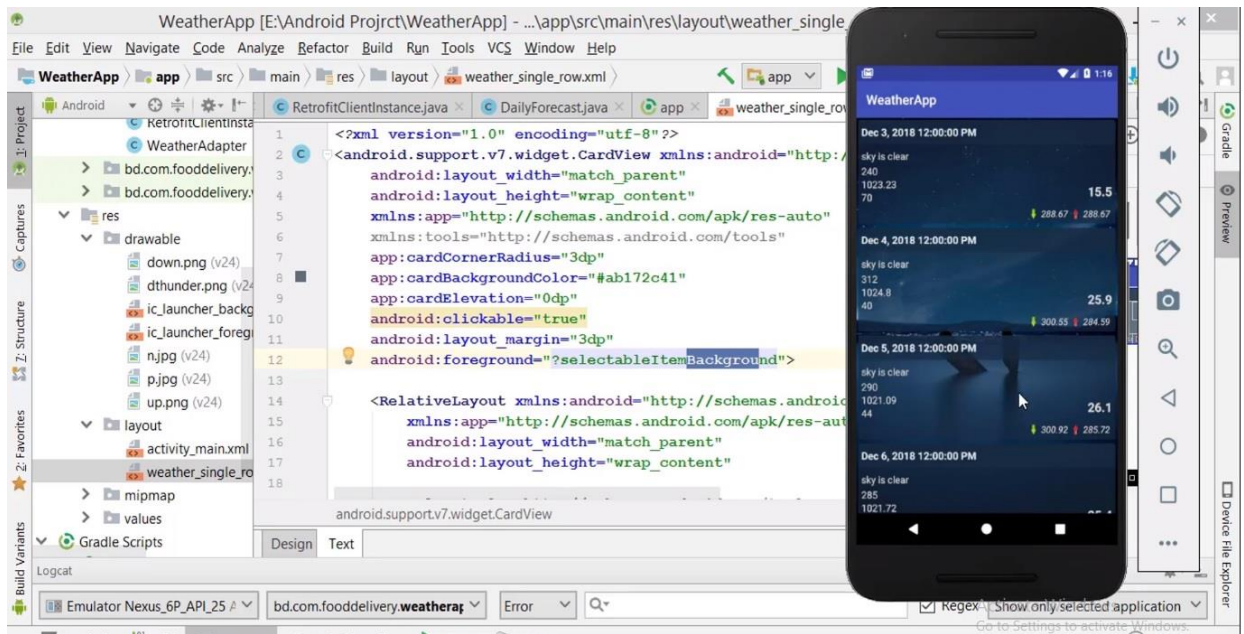 WeatherApp [E:\Android Projrct\WeatherApp] - ...\app\src\main\res\layout\weather_single_
File Edit View Navigate Code Analyze Refactor Build Run Tools VCS Window Help
WeatherApp app src main res layout weather_single_row.xml app
Android RetrofitClientInstance.java DailyForecast.java app weather_single_rov
1: Project
Captures
7: Structure
2: Favorites
Build Variants
RetrofitClientInsta
WeatherAdapter
bd.com.fooddelivery.
bd.com.fooddelivery.
res
drawable
down.png (v24)
dthunder.png (v24
ic_launcher_backg
ic_launcher_foreg
n.jpg (v24)
p.jpg (v24)
up.png (v24)
layout
activity_main.xml
weather_single_ro
mipmap
values
Gradle Scripts
1 <?xml version="1.0" encoding="utf-8"?>
2 <android.support.v7.widget.CardView xmlns:android="http:/
3 android:layout_width="match_parent"
4 android:layout_height="wrap_content"
5 xmlns:app="http://schemas.android.com/apk/res-auto"
6 xmlns:tools="http://schemas.android.com/tools"
7 app:cardCornerRadius="3dp"
8 app:cardBackgroundColor="#ab172c41"
9 app:cardElevation="0dp"
10 android:clickable="true"
11 android:layout_margin="3dp"
12 android:foreground="?selectableItemBackground">
13
14 <RelativeLayout xmlns:android="http://schemas.androic
15 xmlns:app="http://schemas.android.com/apk/res-aut
16 android:layout_width="match_parent"
17 android:layout_height="wrap_content"
18
android.support.v7.widget.CardView
Design Text
1:16
WeatherApp
Dec 3, 2018 12:00:00 PM
sky is clear
240
1023.23
70
15.5
288.67 288.67
Dec 4, 2018 12:00:00 PM
sky is clear
312
1024.8
40
25.9
300.55 284.59
Dec 5, 2018 12:00:00 PM
sky is clear
290
1021.09
44
26.1
300.92 285.72
Dec 6, 2018 12:00:00 PM
sky is clear
285
1021.72
Gradle
Preview
Device File Explorer
Logcat
Emulator Nexus_6P_API_25 A bd.com.fooddelivery.weatherap Error Regex Show only selected application
Go to Settings to activate Windows.